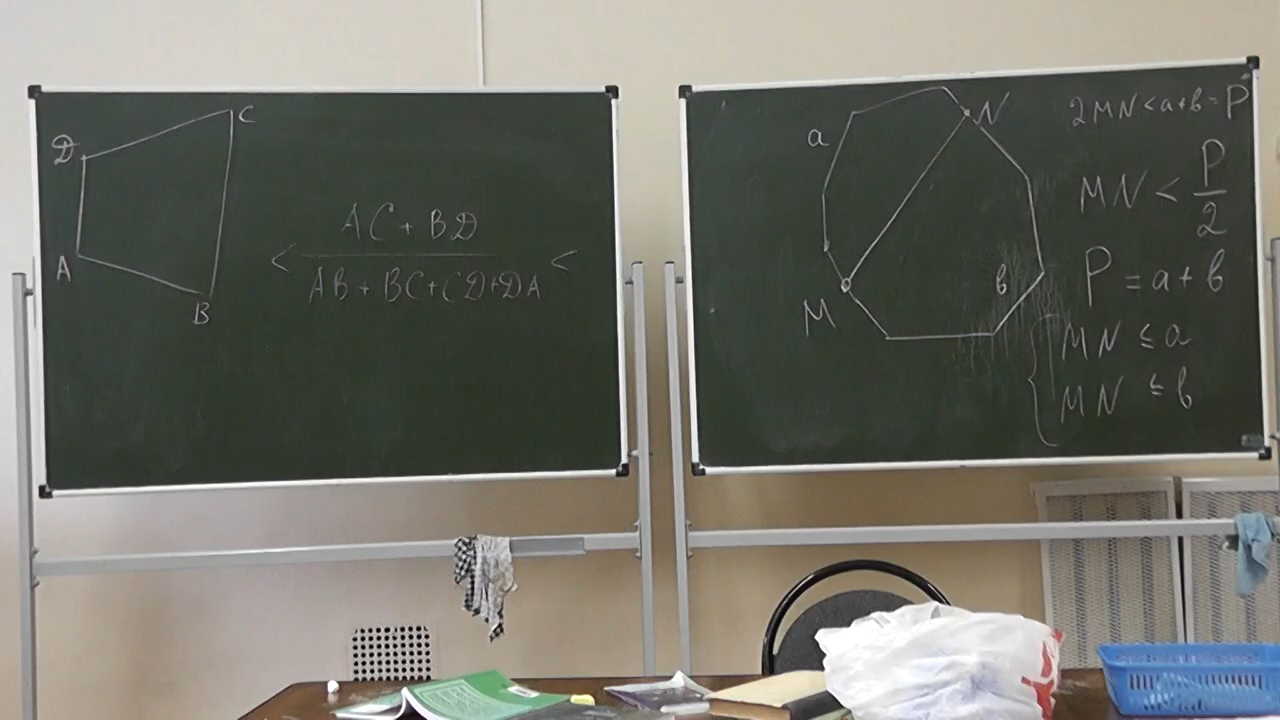 D
C
A
B
AC + BD
< ———— <
AB + BC + CD + DA
a
N
M
в
2MN < a+в = P
MN < P/2
P = a + в
MN ≤ a
MN ≤ в